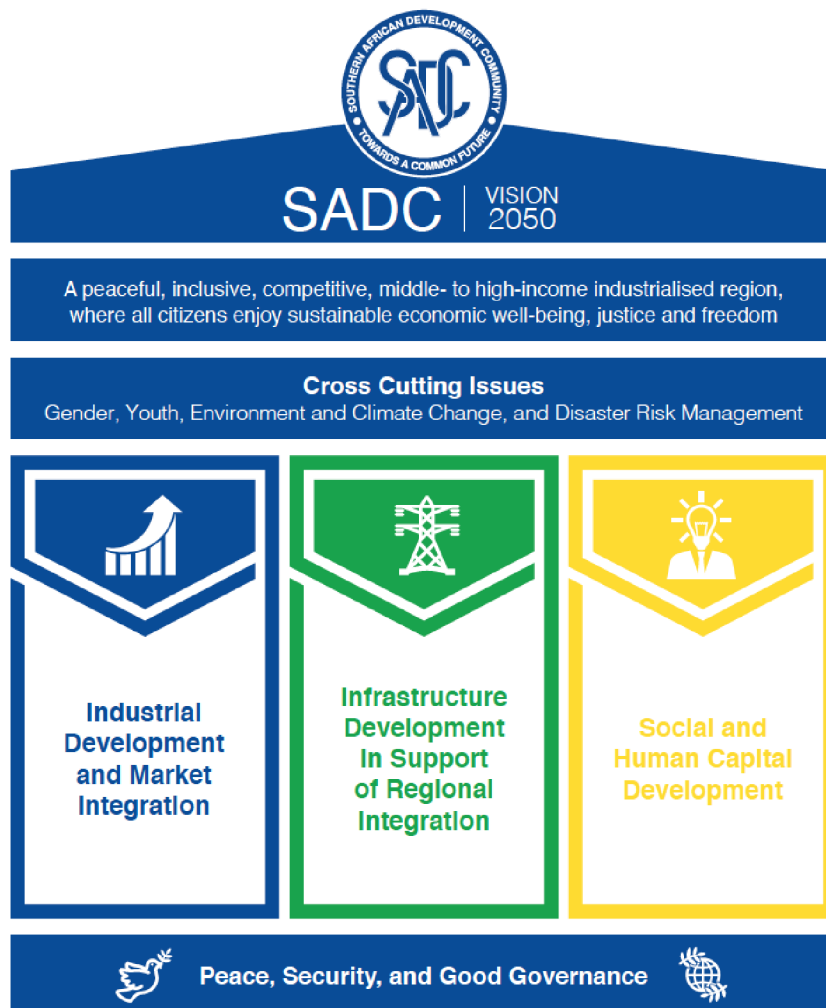 SOUTHERN AFRICAN DEVELOPMENT COMMUNITY
SADC
TOWARDS A COMMON FUTURE
SADC
VISION
2050
A peaceful, inclusive, competitive, middle- to high-income industrialised region,
where all citizens enjoy sustainable economic well-being, justice and freedom
Cross Cutting Issues
Gender, Youth, Environment and Climate Change, and Disaster Risk Management
Industrial
Development
and Market
Integration
Infrastructure
Development
in Support
of Regional
Integration
Social and
Human Capital
Development
Peace, Security, and Good Governance